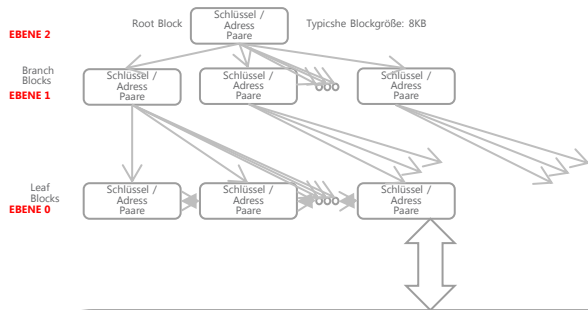 Root Block
Schlüssel /
Adress
Paare
Typicshe Blockgröße: 8KB
EBENE 2
Branch
Blocks
EBENE 1
Schlüssel /
Adress
Paare
Schlüssel /
Adress
Paare
Schlüssel /
Adress
Paare
Leaf
Blocks
EBENE 0
Schlüssel /
Adress
Paare
Schlüssel /
Adress
Paare
Schlüssel /
Adress
Paare